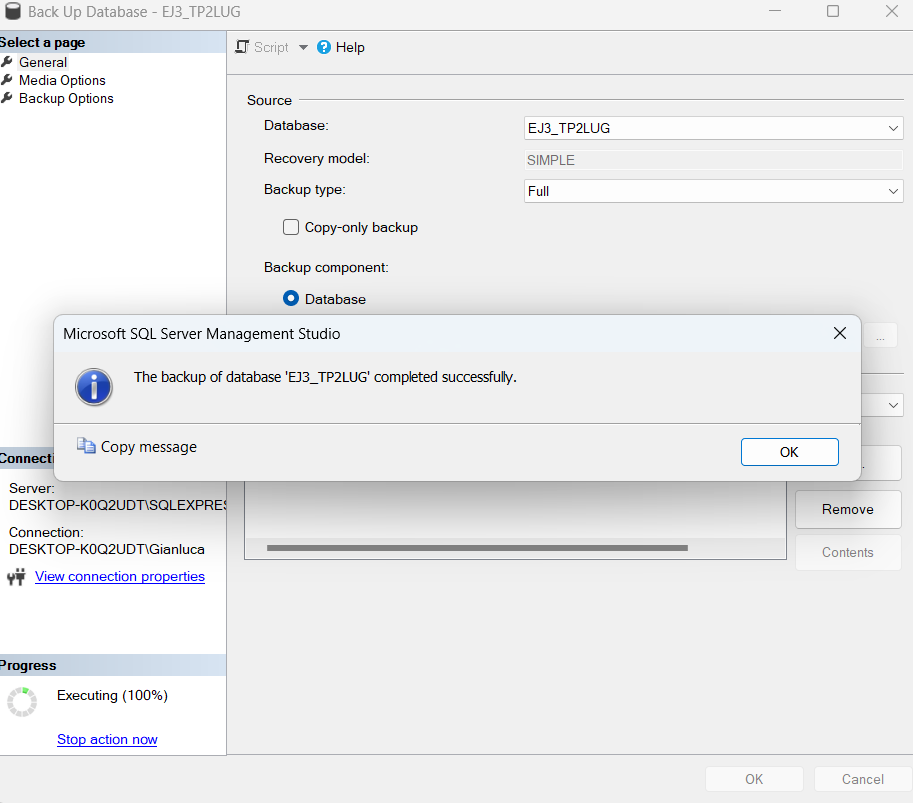 Back Up Database - EJ3_TP2LUG
Select a page
General
Media Options
Backup Options
Script
Help
Source
Database:
EJ3_TP2LUG
Recovery model:
SIMPLE
Backup type:
Full
Copy-only backup
Backup component:
Database
...
Microsoft SQL Server Management Studio
The backup of database 'EJ3_TP2LUG' completed successfully.
Copy message
OK
Connecti
Server:
DESKTOP-K0Q2UDT\SQLEXPRES
Connection:
DESKTOP-K0Q2UDT\Gianluca
View connection properties
Remove
Contents
Progress
Executing (100%)
Stop action now
OK
Cancel